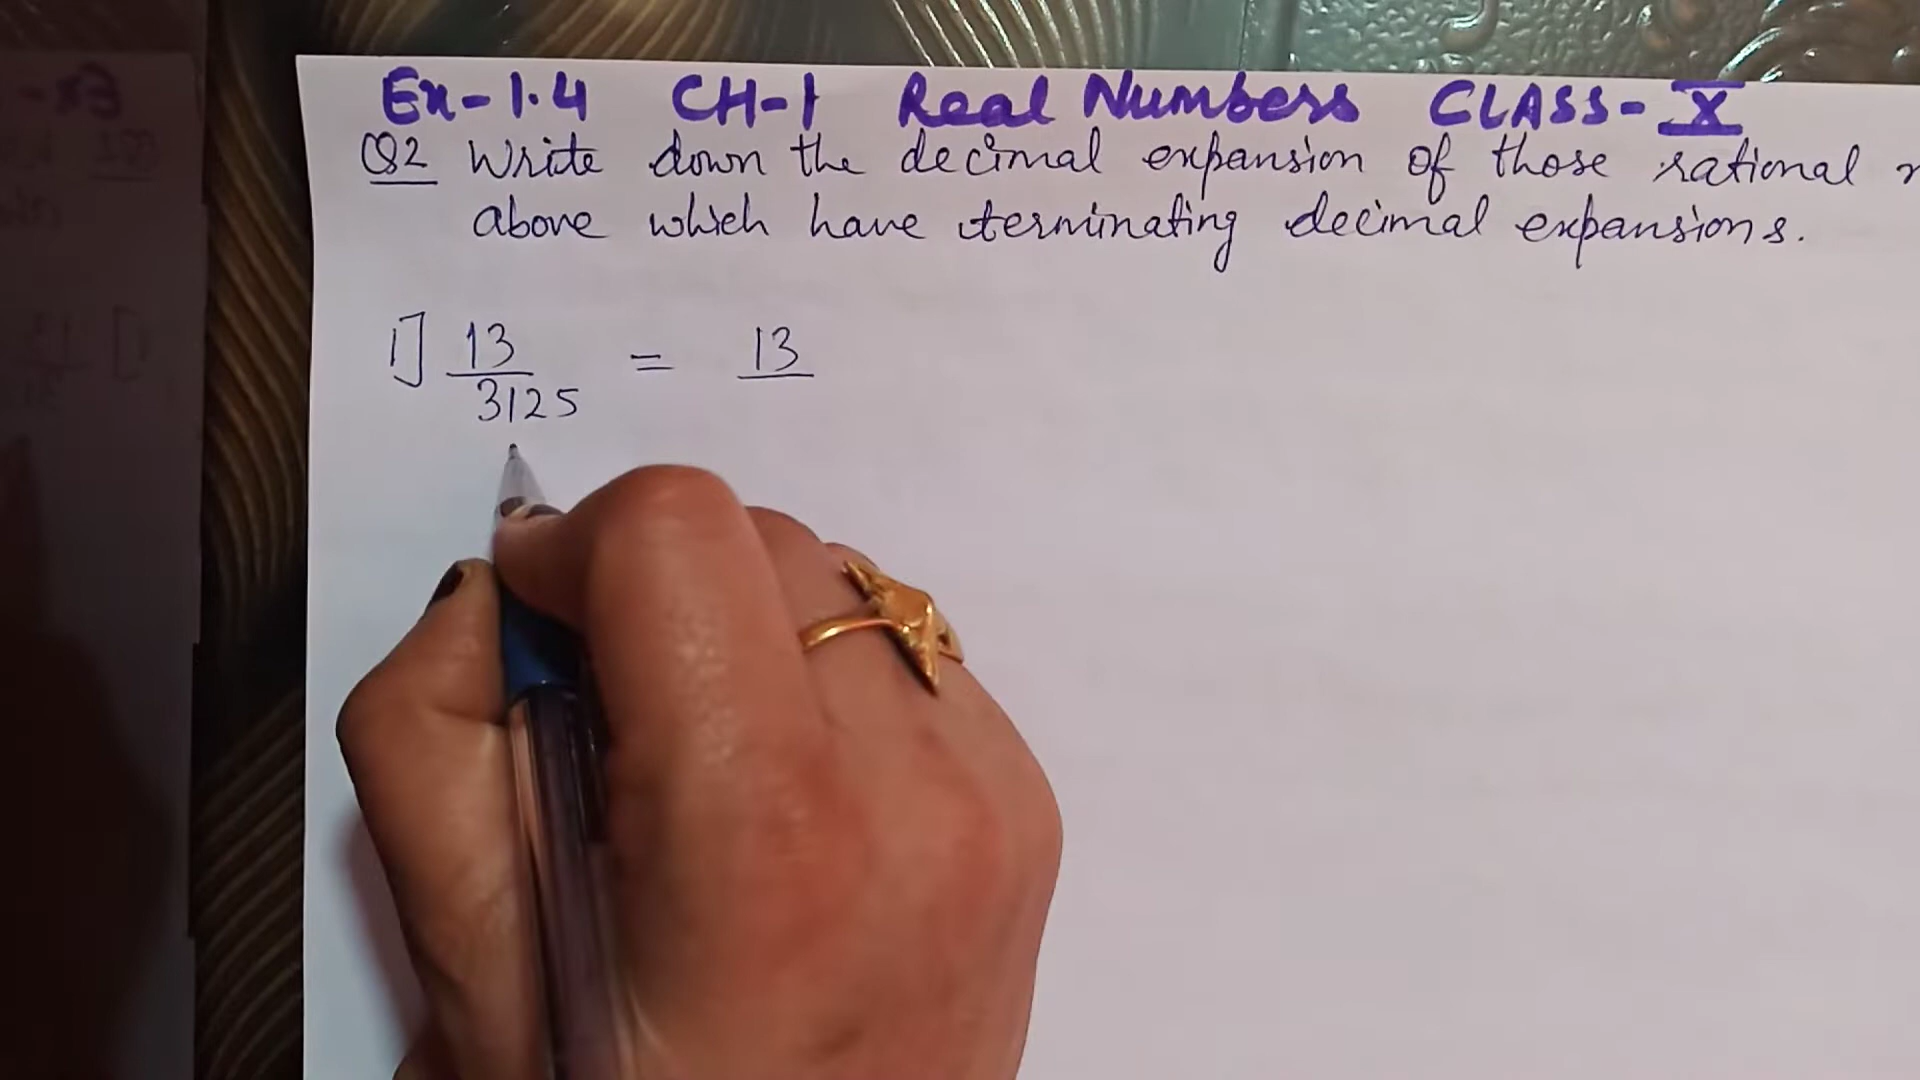 Ex-1.4 CH-1 Real Numbers CLASS-X
Q2 Write down the decimal expansion of those rational
above which have terminating decimal expansions.
1] 13/3125 = 13/